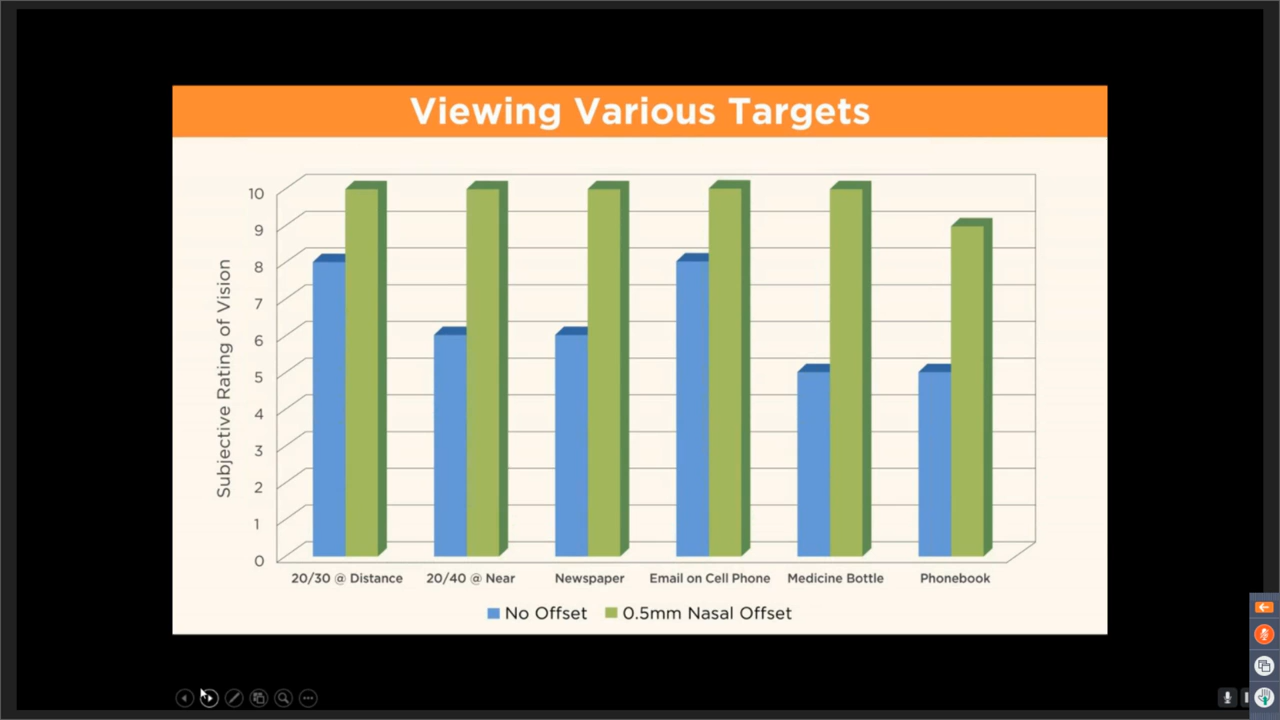 Viewing Various Targets
Subjective Rating of Vision
10
9
8
7
6
5
4
3
2
1
0
20/30 @ Distance
20/40 @ Near
Newspaper
Email on Cell Phone
Medicine Bottle
Phonebook
No Offset
0.5mm Nasal Offset